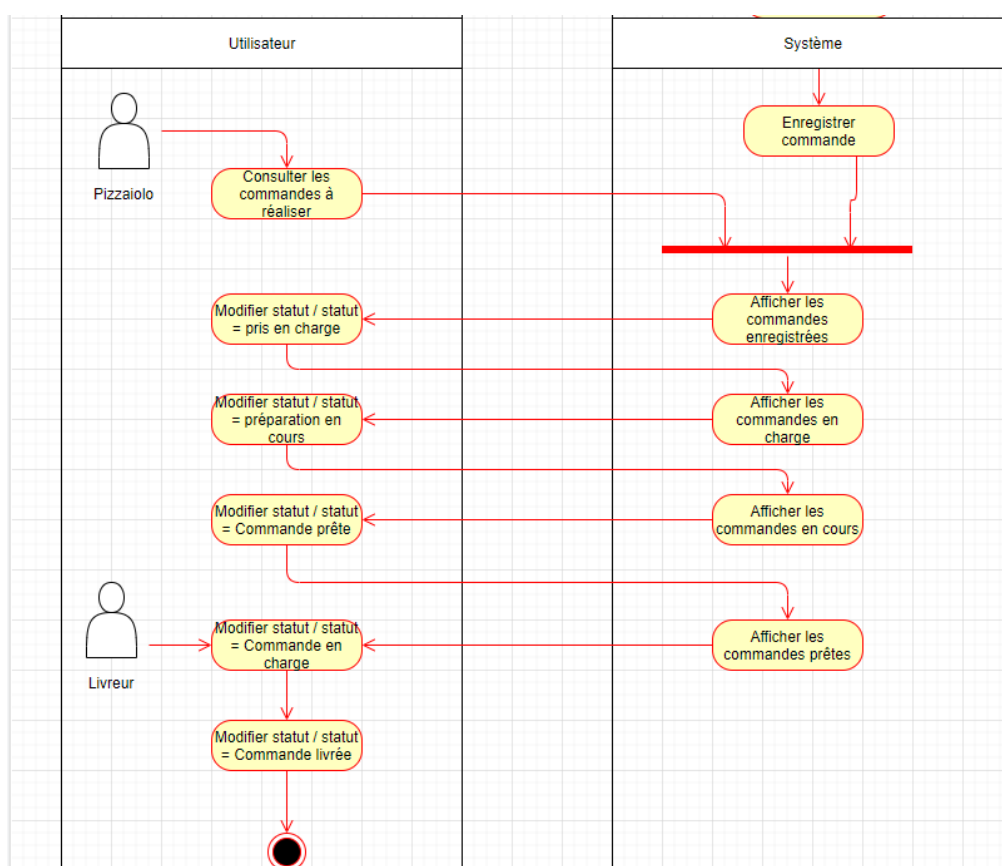 Utilisateur
Système
Enregistrer
commande
Pizzaiolo
Consulter les
commandes à
réaliser
Modifier statut / statut
= pris en charge
Afficher les
commandes
enregistrées
Modifier statut / statut
= préparation en
cours
Afficher les
commandes en
charge
Modifier statut / statut
= Commande prête
Afficher les
commandes en cours
Livreur
Modifier statut / statut
= Commande en
charge
Afficher les
commandes prêtes
Modifier statut / statut
= Commande livrée